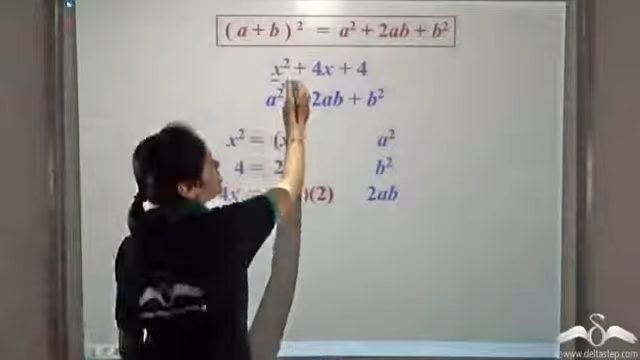 (a + b)² = a² + 2ab + b²
x² + 4x + 4
a² 2ab + b²
x² = (x a²
4 = 2 b²
4x = )(2) 2ab
www.deltastep.com